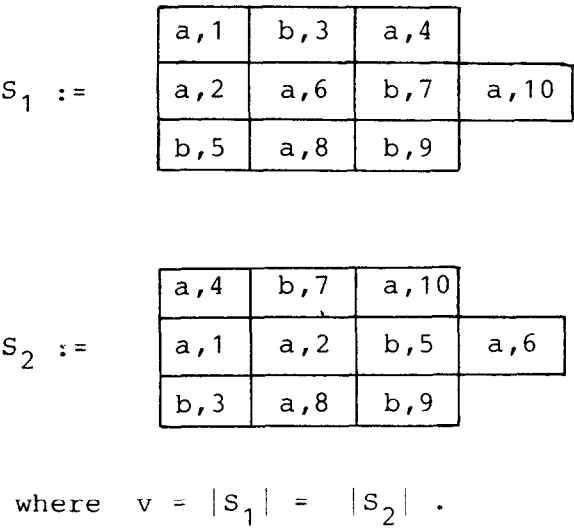 a,1 b,3 a,4
S₁ := a,2 a,6 b,7 a,10
b,5 a,8 b,9
a,4 b,7 a,10
S₂ := a,1 a,2 b,5 a,6
b,3 a,8 b,9
where v = |S₁| = |S₂| .